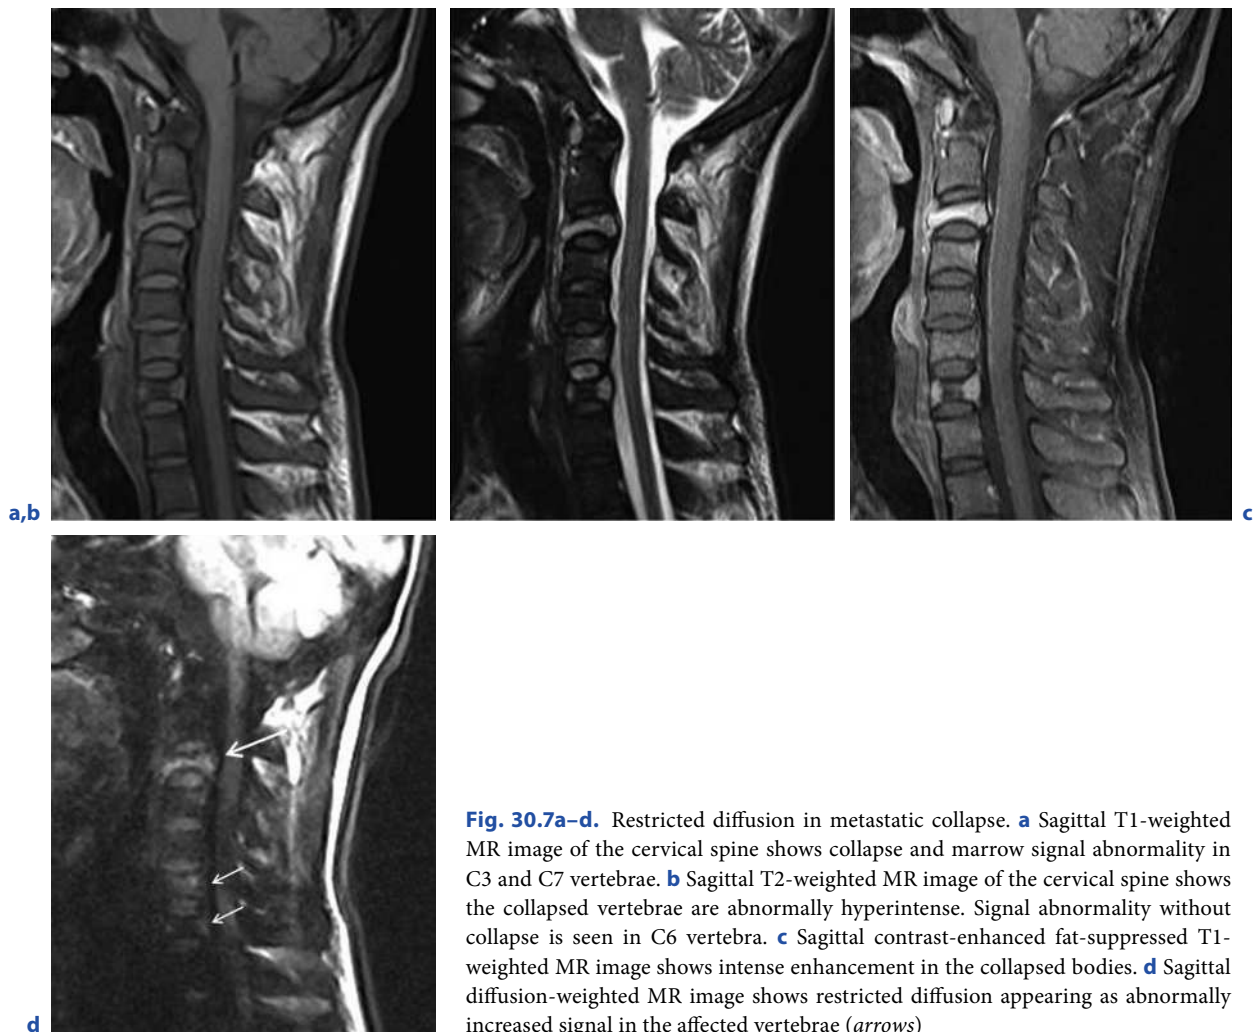 a,b
c
d
Fig. 30.7a–d. Restricted diffusion in metastatic collapse. a Sagittal T1-weighted
MR image of the cervical spine shows collapse and marrow signal abnormality in
C3 and C7 vertebrae. b Sagittal T2-weighted MR image of the cervical spine shows
the collapsed vertebrae are abnormally hyperintense. Signal abnormality without
collapse is seen in C6 vertebra. c Sagittal contrast-enhanced fat-suppressed T1-
weighted MR image shows intense enhancement in the collapsed bodies. d Sagittal
diffusion-weighted MR image shows restricted diffusion appearing as abnormally
increased signal in the affected vertebrae (arrows)